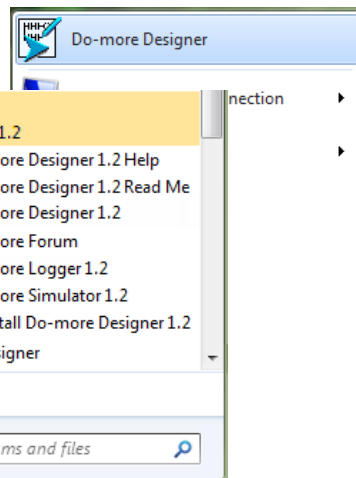 Do-more Designer
nection
1.2
ore Designer 1.2 Help
ore Designer 1.2 Read Me
ore Designer 1.2
ore Forum
ore Logger 1.2
ore Simulator 1.2
tall Do-more Designer 1.2
signer
ms and files